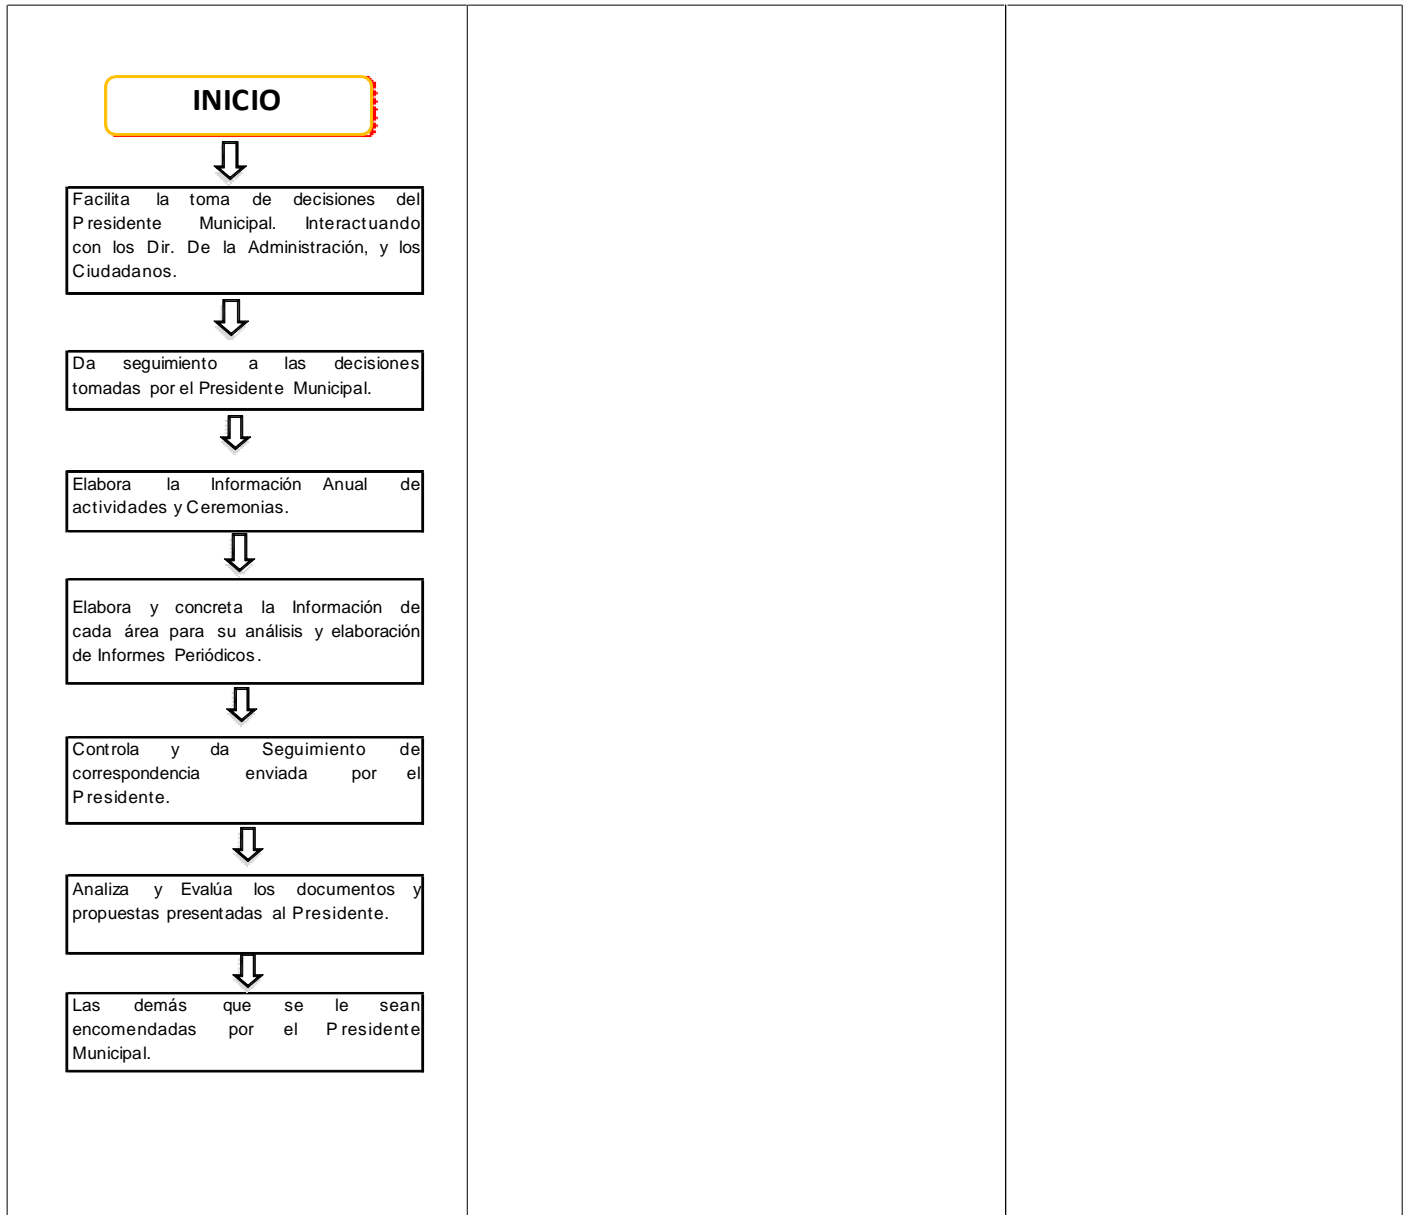 INICIO
Facilita la toma de decisiones del
Presidente Municipal. Interactuando
con los Dir. De la Administración, y los
Ciudadanos.
Da seguimiento a las decisiones
tomadas por el Presidente Municipal.
Elabora la Información Anual de
actividades y Ceremonias.
Elabora y concreta la Información de
cada área para su análisis y elaboración
de Informes Periódicos.
Controla y da Seguimiento de
correspondencia enviada por el
Presidente.
Analiza y Evalúa los documentos y
propuestas presentadas al Presidente.
Las demás que se le sean
encomendadas por el Presidente
Municipal.